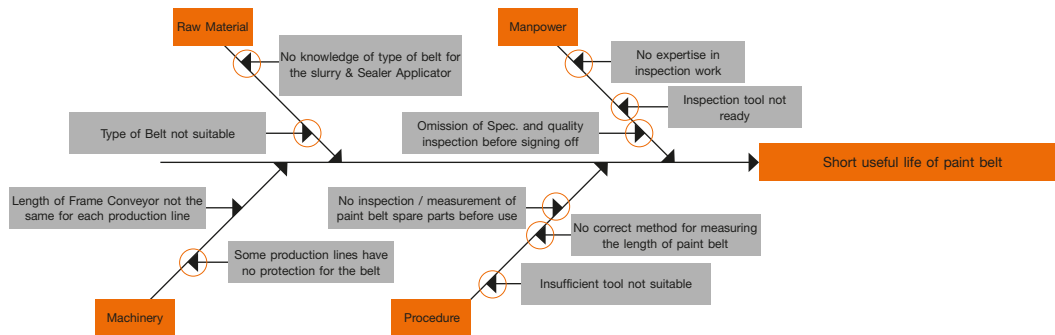 Raw Material
Manpower
No knowledge of type of belt for
the slurry & Sealer Applicator
No expertise in
inspection work
Inspection tool not
ready
Type of Belt not suitable
Omission of Spec. and quality
inspection before signing off
Short useful life of paint belt
Length of Frame Conveyor not the
same for each production line
No inspection / measurement of
paint belt spare parts before use
No correct method for measuring
the length of paint belt
Some production lines have
no protection for the belt
Insufficient tool not suitable
Machinery
Procedure